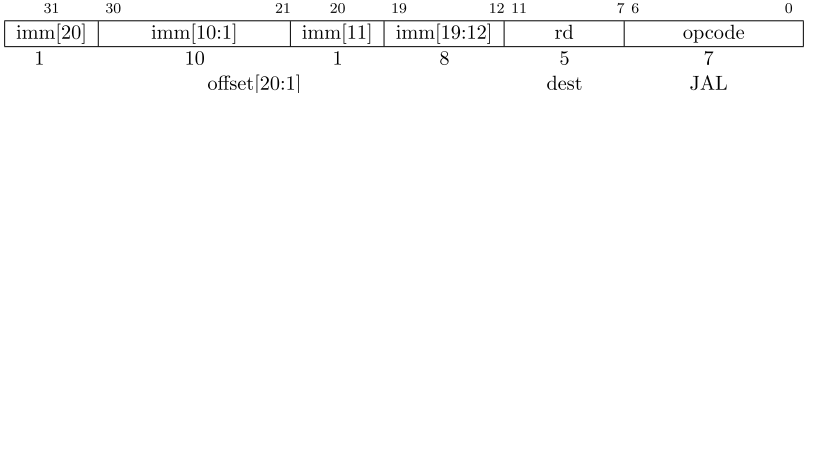 31 30 21 20 19 12 11 7 6 0
imm[20] imm[10:1] imm[11] imm[19:12] rd opcode
1 10 1 8 5 7
offset[20:1] dest JAL